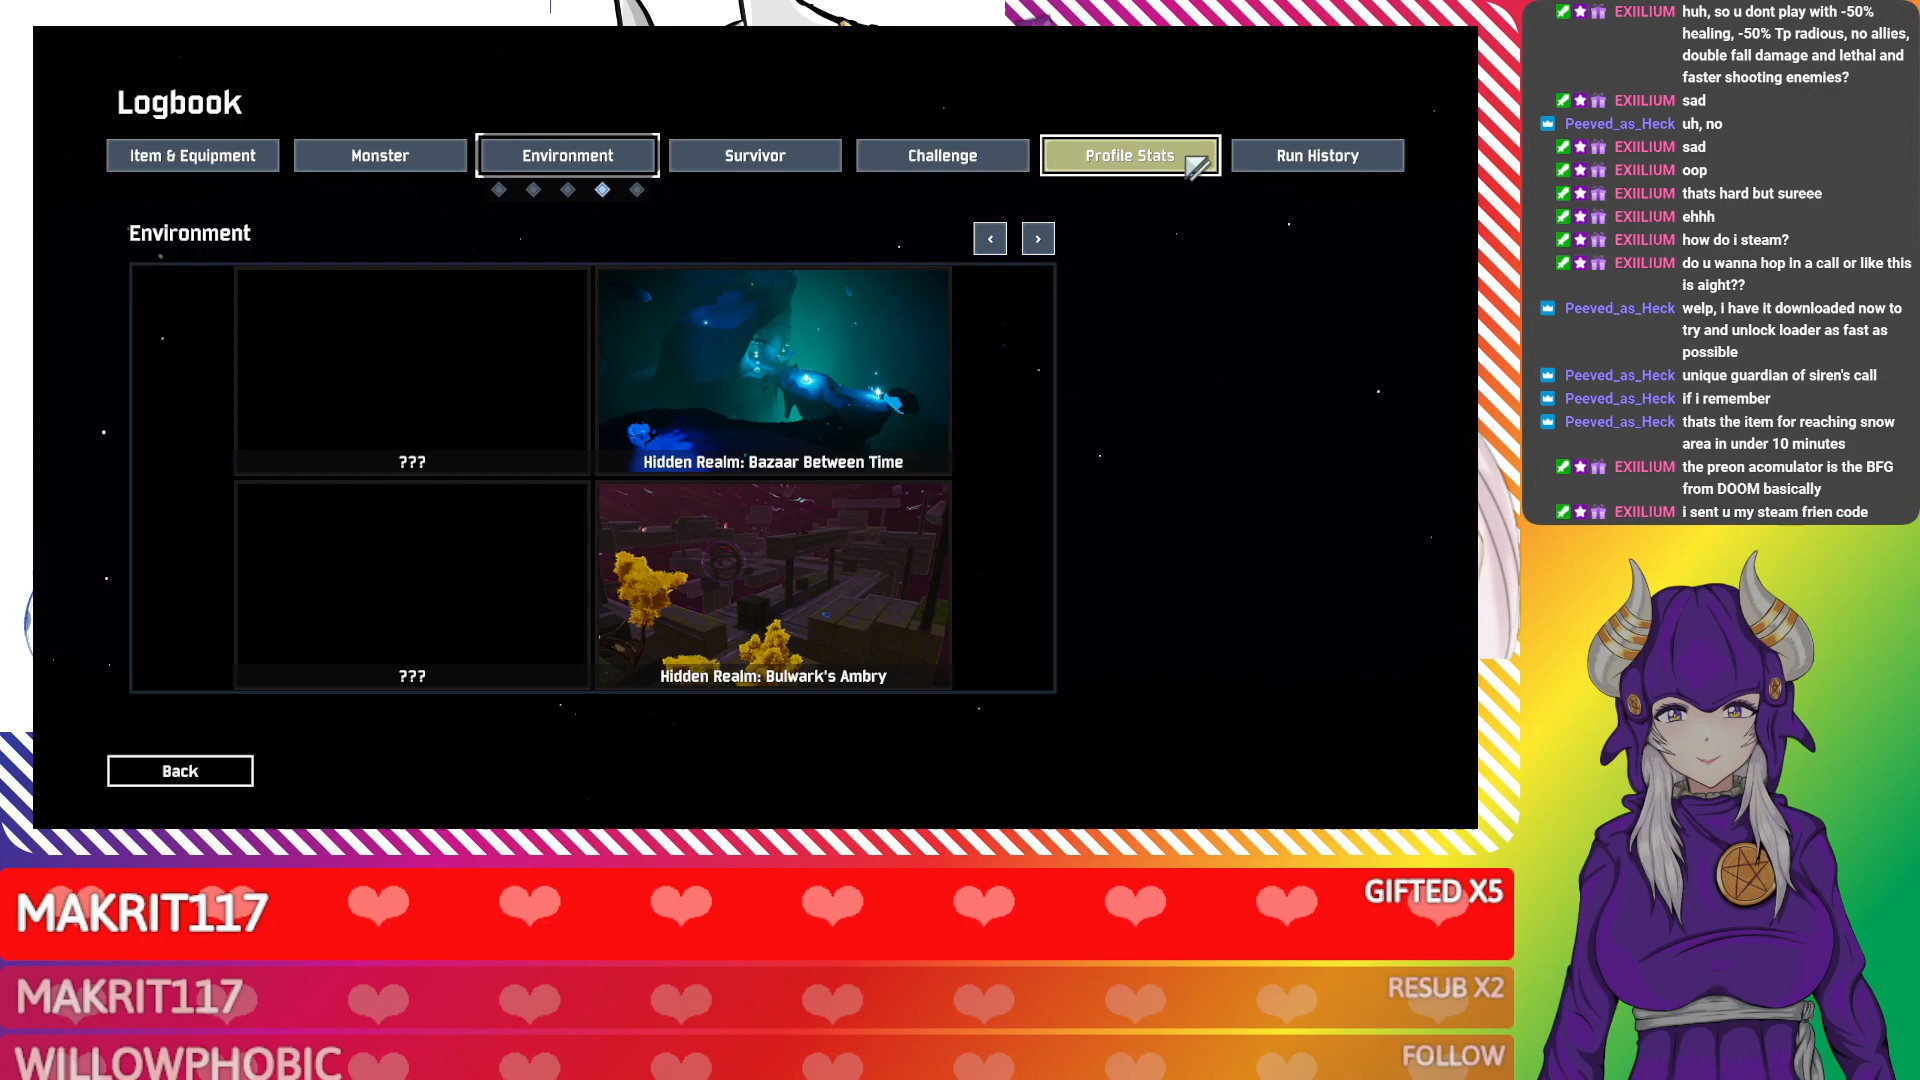 Logbook
Item & Equipment
Monster
Environment
Survivor
Challenge
Profile Stats
Run History
Environment
‹
›
???
Hidden Realm: Bazaar Between Time
???
Hidden Realm: Bulwark's Ambry
Back
EXIILIUM huh, so u dont play with -50%
healing, -50% Tp radious, no allies,
double fall damage and lethal and
faster shooting enemies?
EXIILIUM sad
Peeved_as_Heck uh, no
EXIILIUM sad
EXIILIUM oop
EXIILIUM thats hard but sureee
EXIILIUM ehhh
EXIILIUM how do i steam?
EXIILIUM do u wanna hop in a call or like this
is aight??
Peeved_as_Heck welp, i have it downloaded now to
try and unlock loader as fast as
possible
Peeved_as_Heck unique guardian of siren's call
Peeved_as_Heck if i remember
Peeved_as_Heck thats the item for reaching snow
area in under 10 minutes
EXIILIUM the preon acomulator is the BFG
from DOOM basically
EXIILIUM i sent u my steam frien code
MAKRIT117
GIFTED X5
MAKRIT117
RESUB X2
WILLOWPHOBIC
FOLLOW